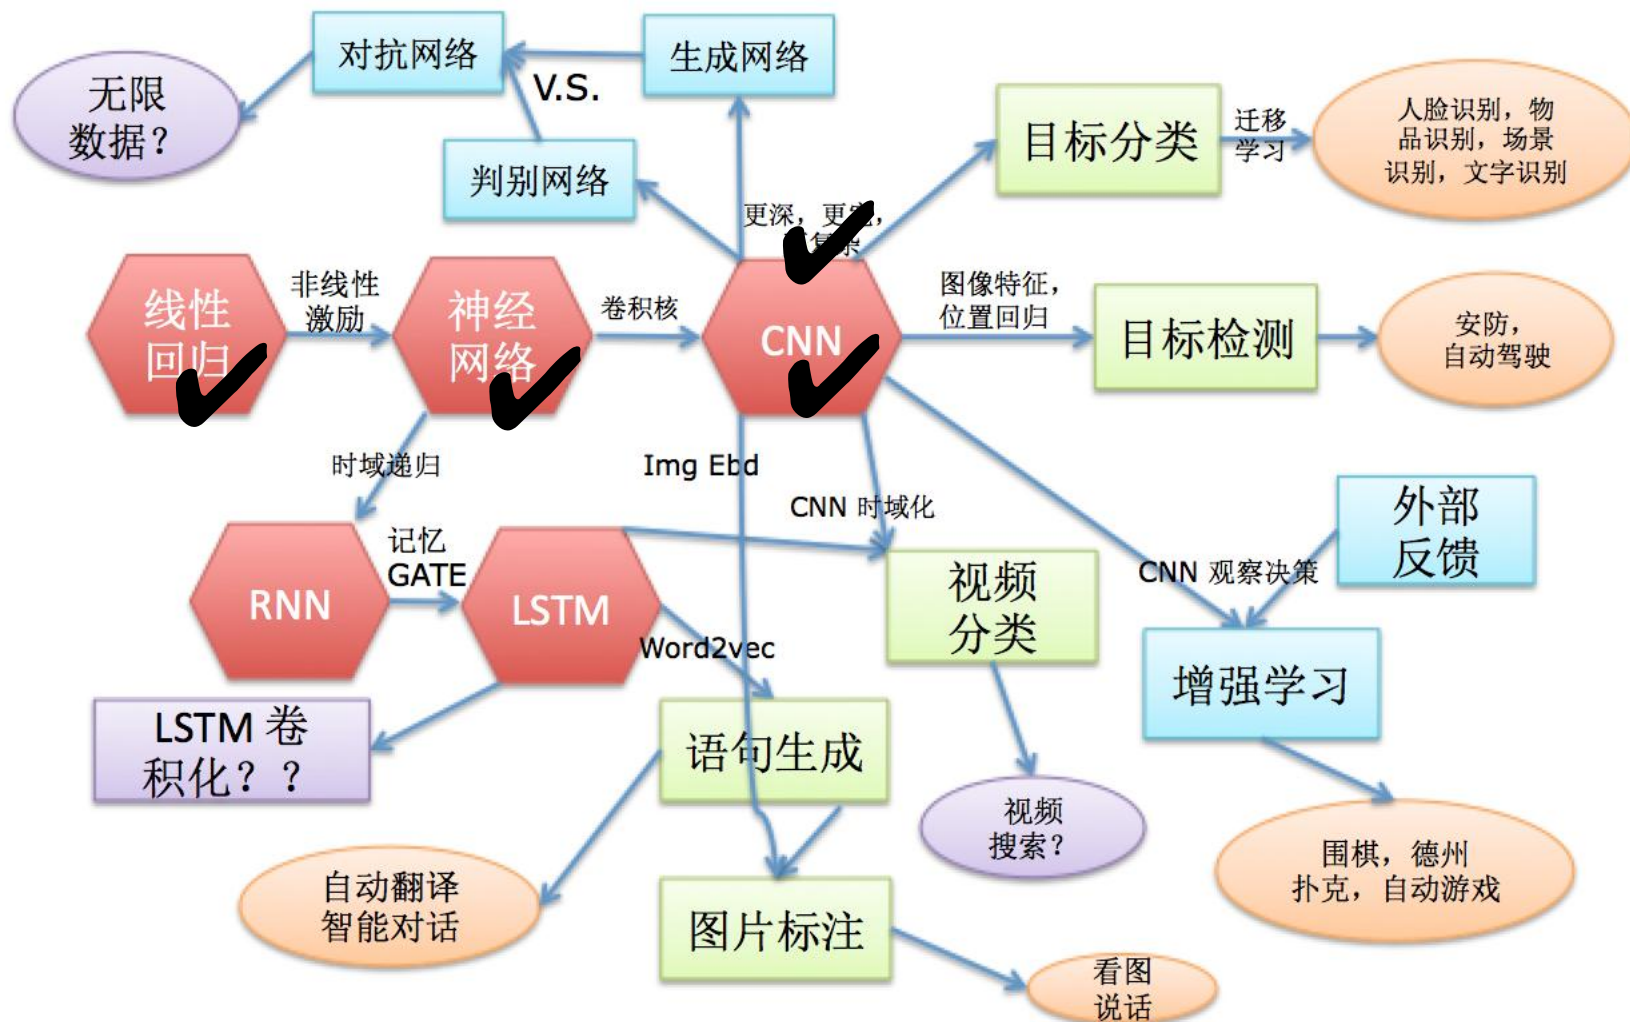 对抗网络
生成网络
V.S.
无限
数据？
判别网络
目标分类
迁移
学习
人脸识别，物
品识别，场景
识别，文字识别
更深，更宽，
复杂
线性
回归
非线性
激励
神经
网络
卷积核
CNN
图像特征，
位置回归
目标检测
安防，
自动驾驶
时域递归
Img Ebd
CNN 时域化
外部
反馈
CNN 观察决策
RNN
记忆
GATE
LSTM
视频
分类
Word2vec
增强学习
LSTM 卷
积化？？
语句生成
视频
搜索？
围棋，德州
扑克，自动游戏
自动翻译
智能对话
图片标注
看图
说话